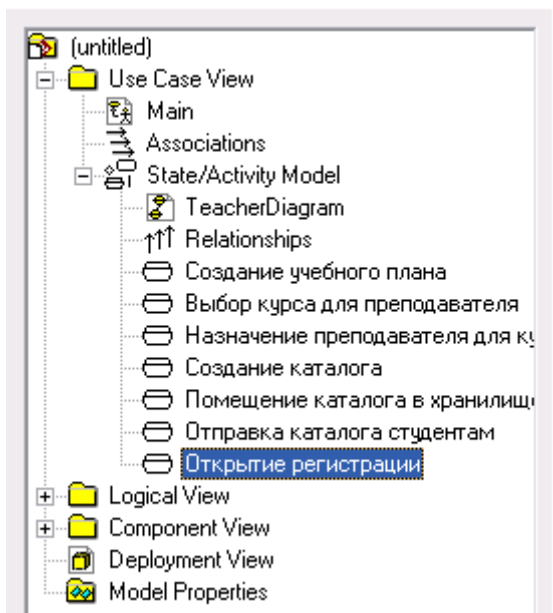 (untitled)
Use Case View
Main
Associations
State/Activity Model
TeacherDiagram
Relationships
Создание учебного плана
Выбор курса для преподавателя
Назначение преподавателя для
Создание каталога
Помещение каталога в
Отправка каталога студентам
Открытие регистрации
Logical View
Component View
Deployment View
Model Properties